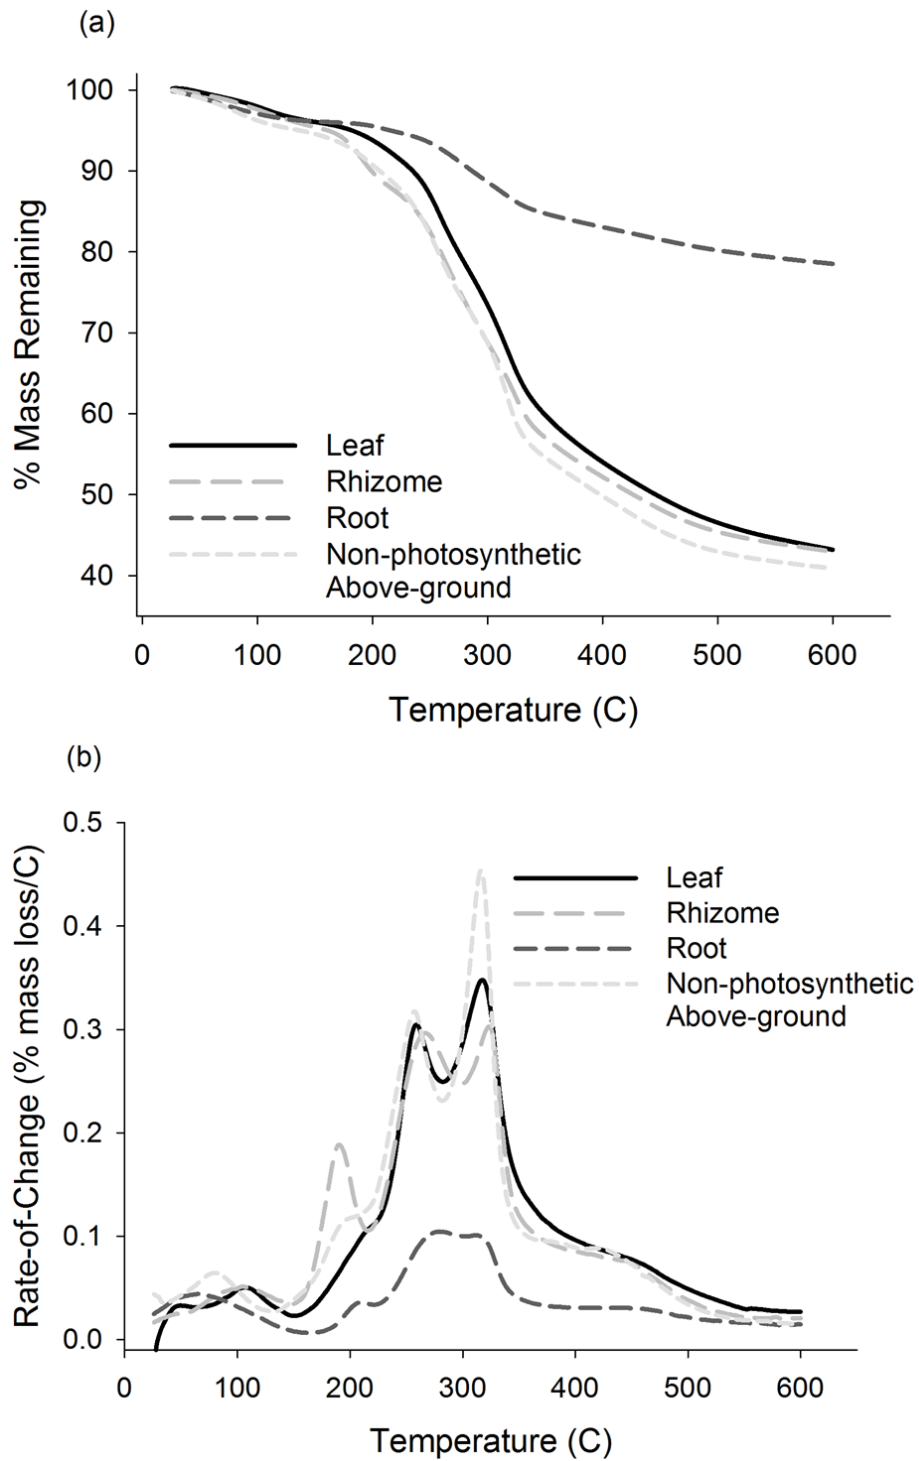 (a)
% Mass Remaining
100
90
80
70
60
50
40
Leaf
Rhizome
Root
Non-photosynthetic
Above-ground
0 100 200 300 400 500 600
Temperature (C)
(b)
Rate-of-Change (% mass loss/C)
0.5
0.4
0.3
0.2
0.1
0.0
Leaf
Rhizome
Root
Non-photosynthetic
Above-ground
0 100 200 300 400 500 600
Temperature (C)